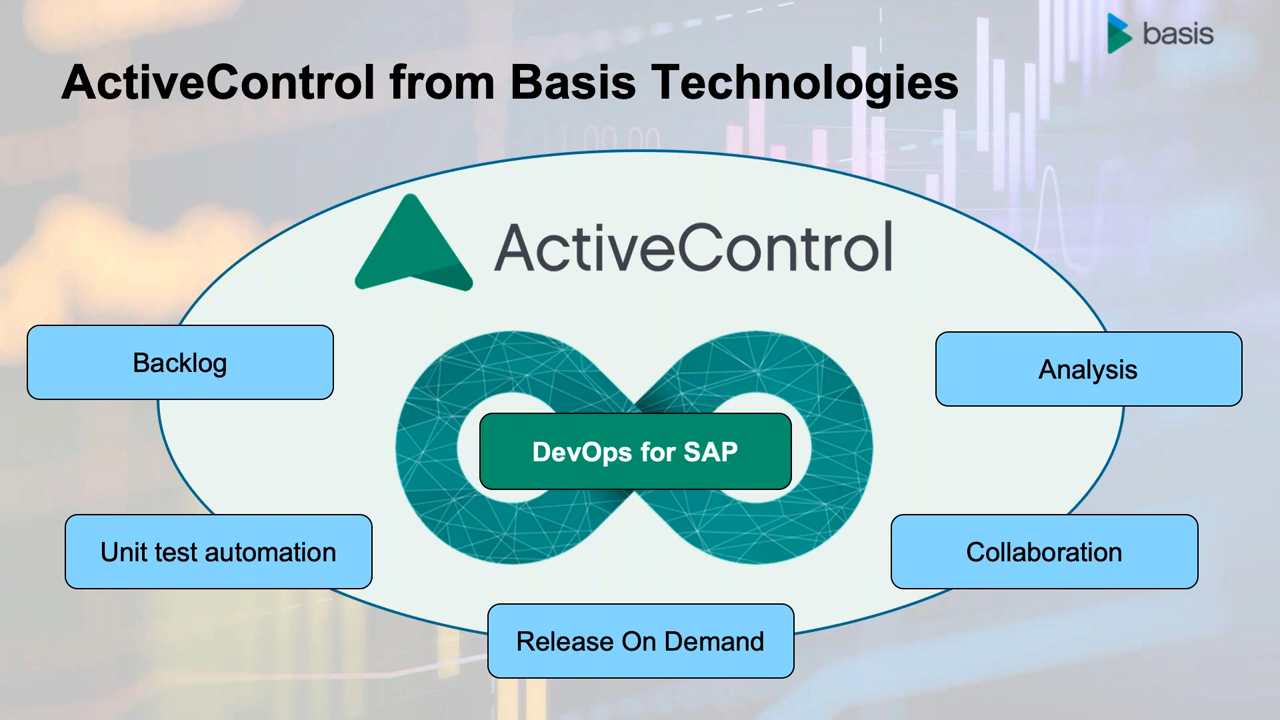 basis
ActiveControl from Basis Technologies
ActiveControl
Backlog
Analysis
DevOps for SAP
Unit test automation
Collaboration
Release On Demand